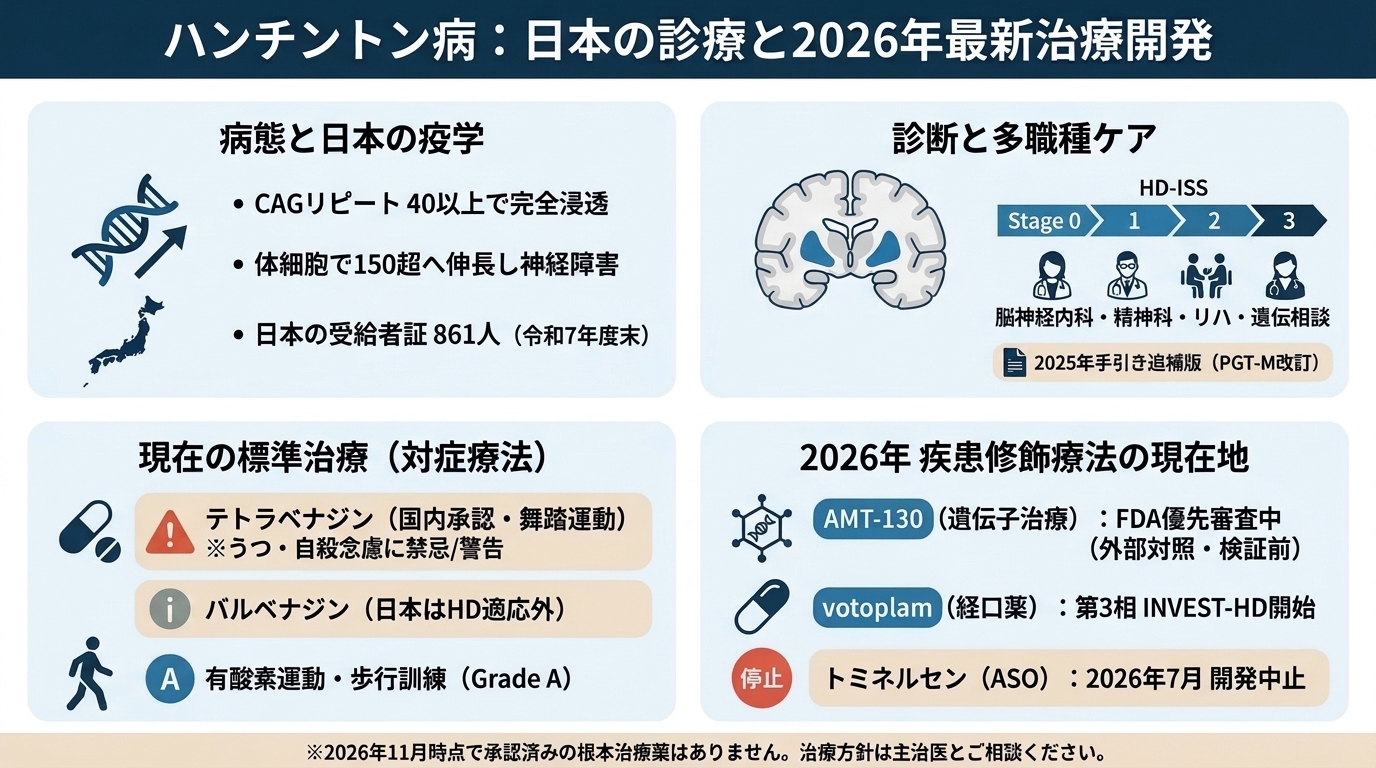 ハンチントン病：日本の診療と2026年最新治療開発
病態と日本の疫学
• CAGリピート 40以上で完全浸透
• 体細胞で150超へ伸長し神経障害
• 日本の受給者証 861人（令和7年度末）
診断と多職種ケア
HD-ISS
Stage 0 1 2 3
脳神経内科・精神科・リハ・遺伝相談
2025年手引き追補版（PGT-M改訂）
現在の標準治療（対症療法）
テトラベナジン（国内承認・舞踏運動）
※うつ・自殺念慮に禁忌/警告
i バルベナジン（日本はHD適応外）
A 有酸素運動・歩行訓練（Grade A）
2026年 疾患修飾療法の現在地
AMT-130（遺伝子治療）：FDA優先審査中
（外部対照・検証前）
votoplam（経口薬）：第3相 INVEST-HD開始
停止 トミネルセン（ASO）：2026年7月 開発中止
※2026年11月時点で承認済みの根本治療薬はありません。治療方針は主治医とご相談ください。